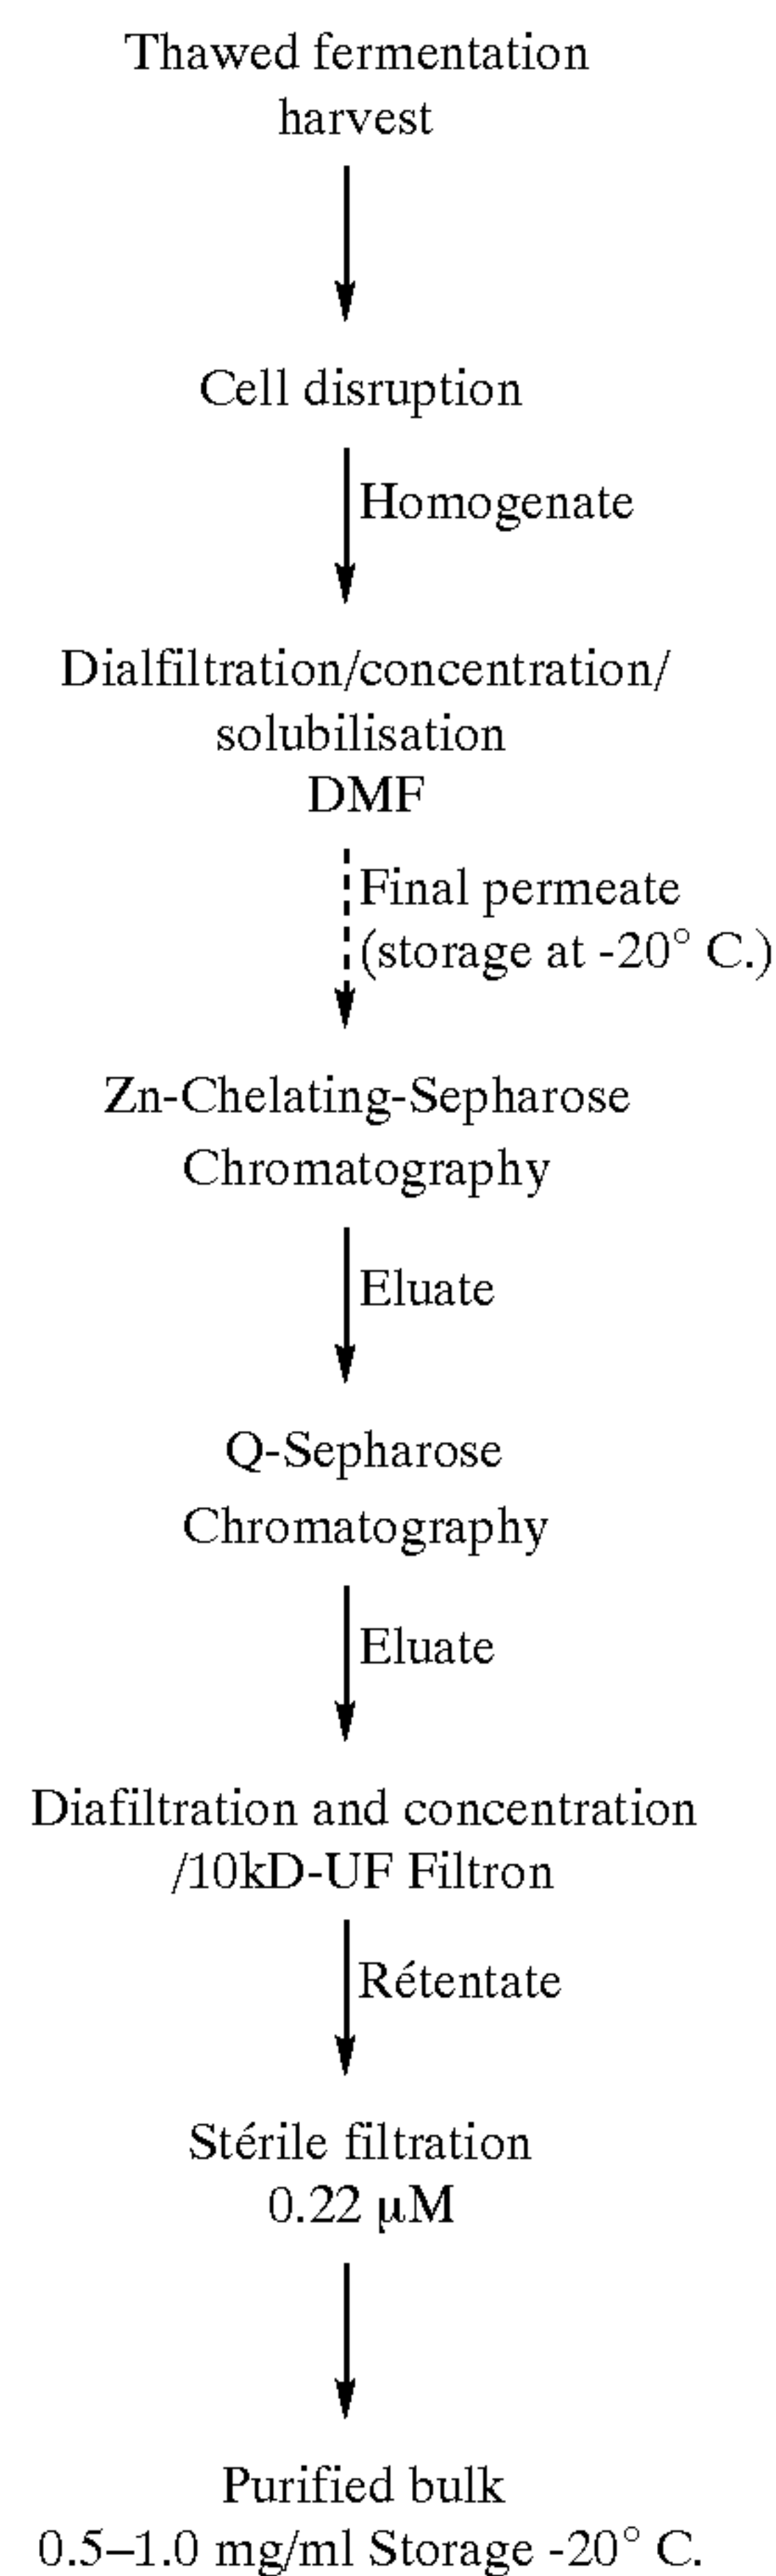 Thawed fermentation
harvest
Cell disruption
Homogenate
Dialfiltration/concentration/
solubilisation
DMF
Final permeate
(storage at -20° C.)
Zn-Chelating-Sepharose
Chromatography
Eluate
Q-Sepharose
Chromatography
Eluate
Diafiltration and concentration
/10kD-UF Filtron
Rétentate
Stérile filtration
0.22 µM
Purified bulk
0.5–1.0 mg/ml Storage -20° C.